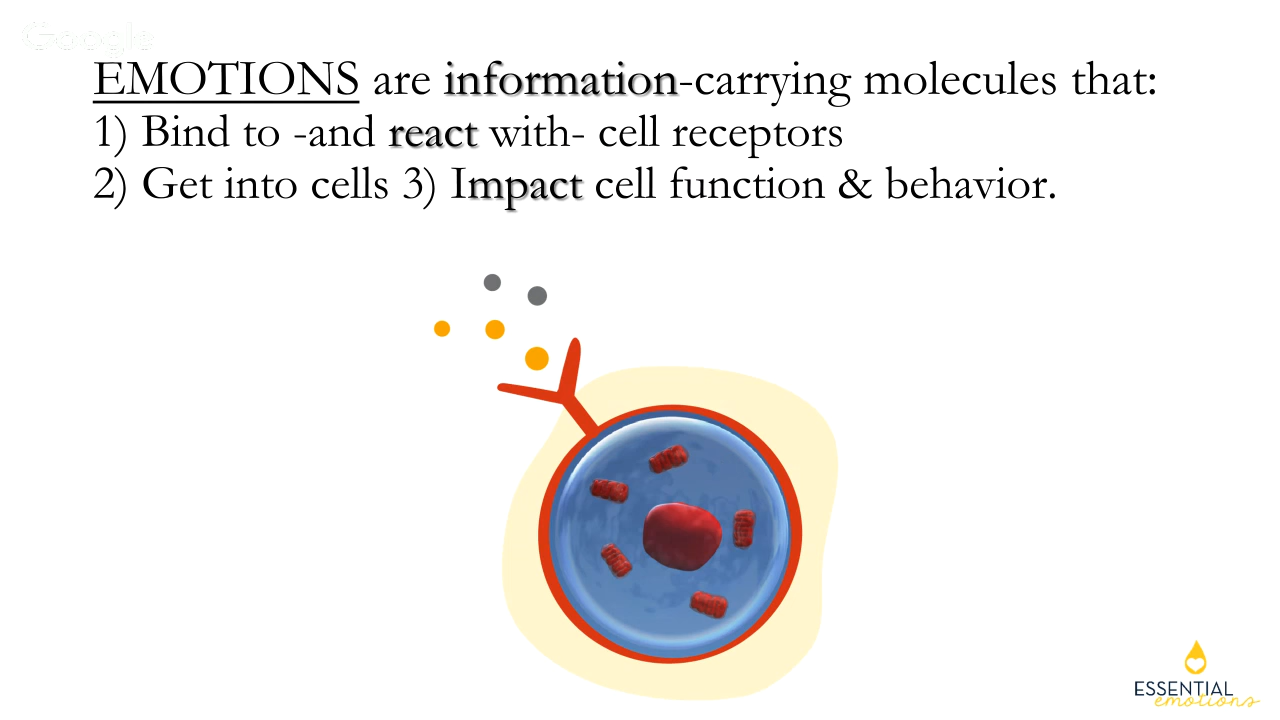 Google
EMOTIONS are information-carrying molecules that:
1) Bind to -and react with- cell receptors
2) Get into cells 3) Impact cell function & behavior.
ESSENTIAL
emotions